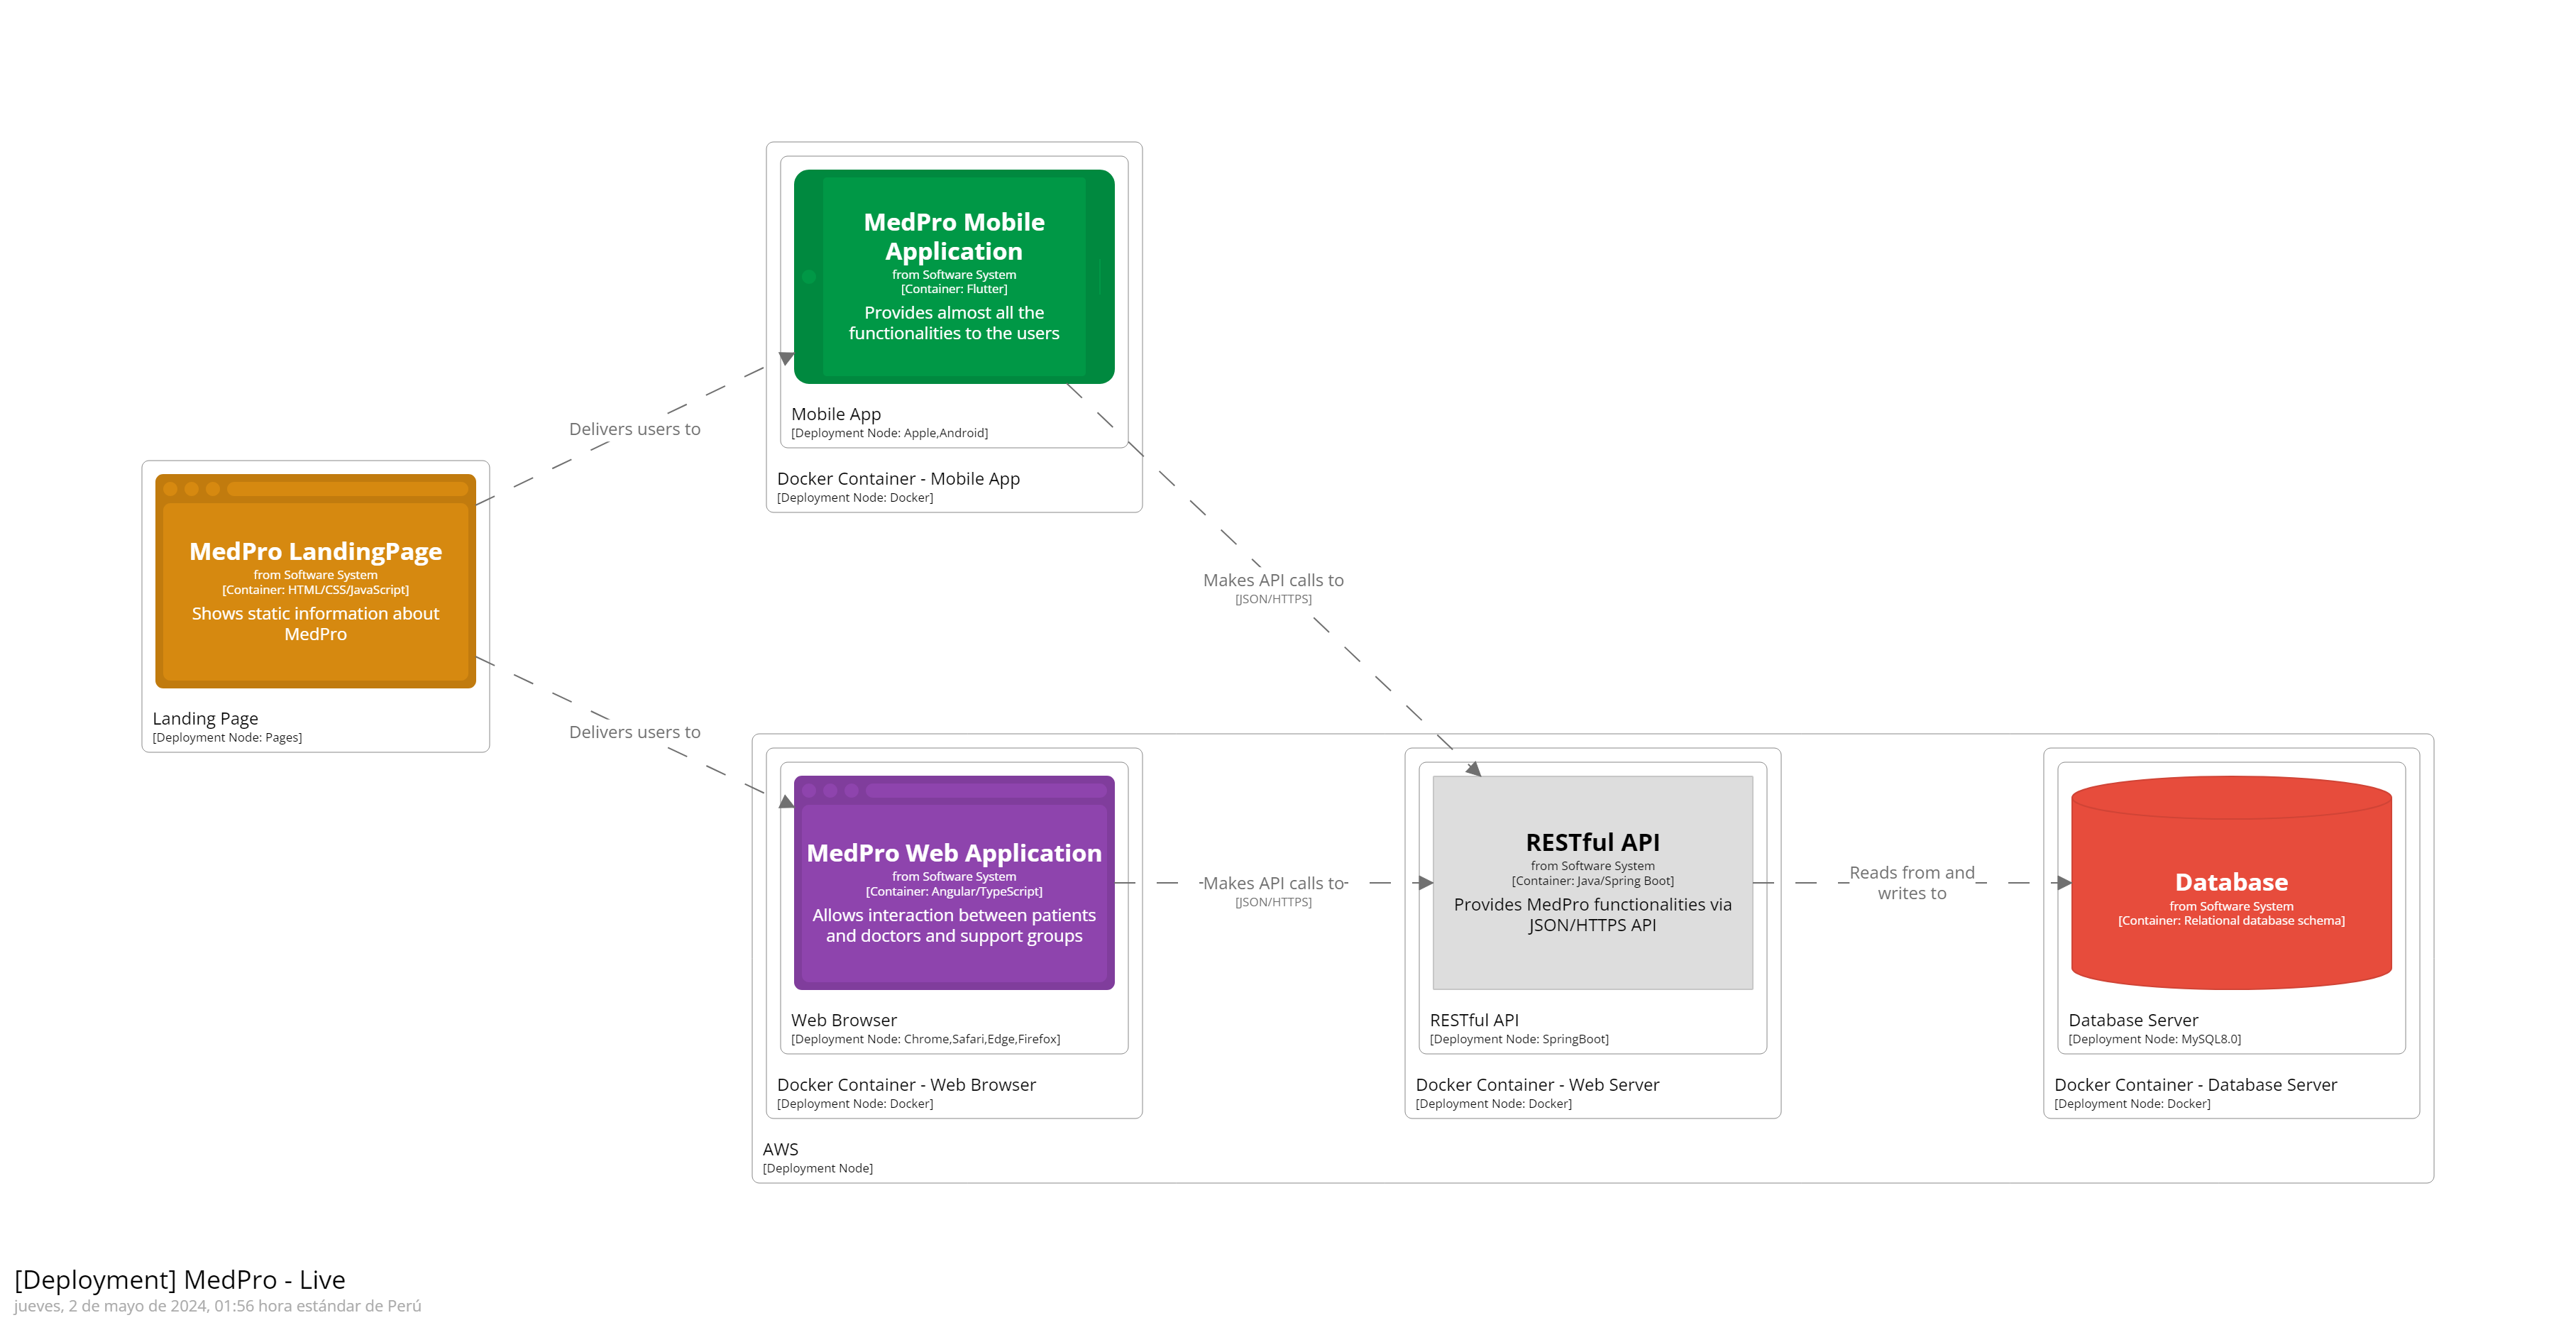 MedPro Mobile
Application
from Software System
[Container: Flutter]
Provides almost all the
functionalities to the users
Mobile App
[Deployment Node: Apple,Android]
Docker Container - Mobile App
[Deployment Node: Docker]
Delivers users to
MedPro LandingPage
from Software System
[Container: HTML/CSS/JavaScript]
Shows static information about
MedPro
Landing Page
[Deployment Node: Pages]
Delivers users to
Makes API calls to
[JSON/HTTPS]
MedPro Web Application
from Software System
[Container: Angular/TypeScript]
Allows interaction between patients
and doctors and support groups
Web Browser
[Deployment Node: Chrome,Safari,Edge,Firefox]
Docker Container - Web Browser
[Deployment Node: Docker]
Makes API calls to
[JSON/HTTPS]
RESTful API
from Software System
[Container: Java/Spring Boot]
Provides MedPro functionalities via
JSON/HTTPS API
RESTful API
[Deployment Node: SpringBoot]
Docker Container - Web Server
[Deployment Node: Docker]
Reads from and
writes to
Database
from Software System
[Container: Relational database schema]
Database Server
[Deployment Node: MySQL8.0]
Docker Container - Database Server
[Deployment Node: Docker]
AWS
[Deployment Node]
[Deployment] MedPro - Live
jueves, 2 de mayo de 2024, 01:56 hora estándar de Perú